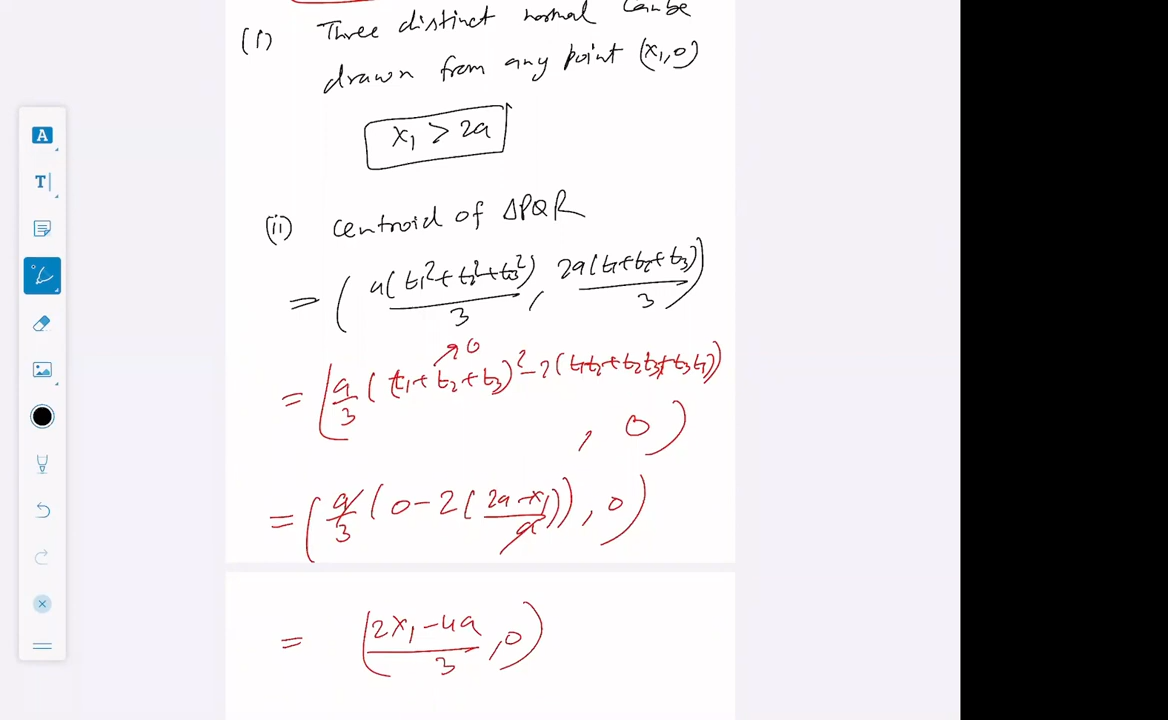 (i) Three distinct normal can be
drawn from any point (x₁,0)
x₁ > 2a
(ii) centroid of ΔPQR
= ( a(t₁²+t₂²+t₃²)/3 , 2a(t₁+t₂+t₃)/3 )
= ( a/3 ( t₁+t₂+t₃)²-2(t₁t₂+t₂t₃+t₃t₁)) ↗0
, 0 )
= ( a/3 ( 0-2( (2a-x₁)/a )) , 0 )
= ( (2x₁-4a)/3 , 0 )
A
T|